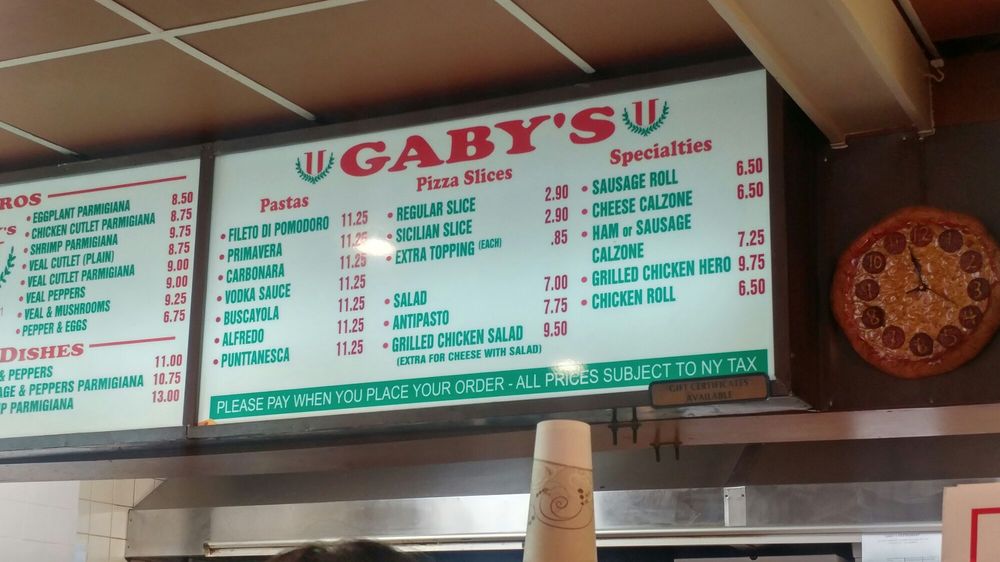 ROS
EGGPLANT PARMIGIANA 8.50
CHICKEN CUTLET PARMIGIANA 8.75
SHRIMP PARMIGIANA 9.75
VEAL CUTLET (PLAIN) 8.75
VEAL CUTLET PARMIGIANA 9.00
VEAL PEPPERS 9.00
VEAL & MUSHROOMS 9.25
PEPPER & EGGS 6.75
DISHES
& PEPPERS 11.00
AGE & PEPPERS PARMIGIANA 10.75
PARMIGIANA 13.00
GABY'S
Pastas
FILETO DI POMODORO 11.25
PRIMAVERA 11.25
CARBONARA 11.25
VODKA SAUCE 11.25
BUSCAYOLA 11.25
ALFREDO 11.25
PUNTTANESCA 11.25
Pizza Slices
REGULAR SLICE 2.90
SICILIAN SLICE 2.90
EXTRA TOPPING (EACH) .85
SALAD 7.00
ANTIPASTO 7.75
GRILLED CHICKEN SALAD 9.50
(EXTRA FOR CHEESE WITH SALAD)
Specialties
SAUSAGE ROLL 6.50
CHEESE CALZONE 6.50
HAM or SAUSAGE
CALZONE 7.25
GRILLED CHICKEN HERO 9.75
CHICKEN ROLL 6.50
PLEASE PAY WHEN YOU PLACE YOUR ORDER - ALL PRICES SUBJECT TO NY TAX
GIFT CERTIFICATES
AVAILABLE